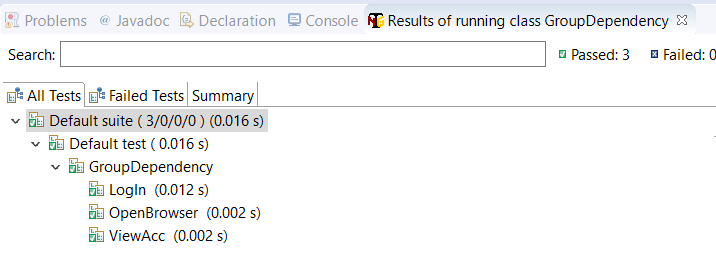 Problems @ Javadoc Declaration Console Results of running class GroupDependency
Search: Passed: 3 Failed: 0
All Tests Failed Tests Summary
Default suite ( 3/0/0/0 ) (0.016 s)
Default test ( 0.016 s)
GroupDependency
LogIn (0.012 s)
OpenBrowser (0.002 s)
ViewAcc (0.002 s)